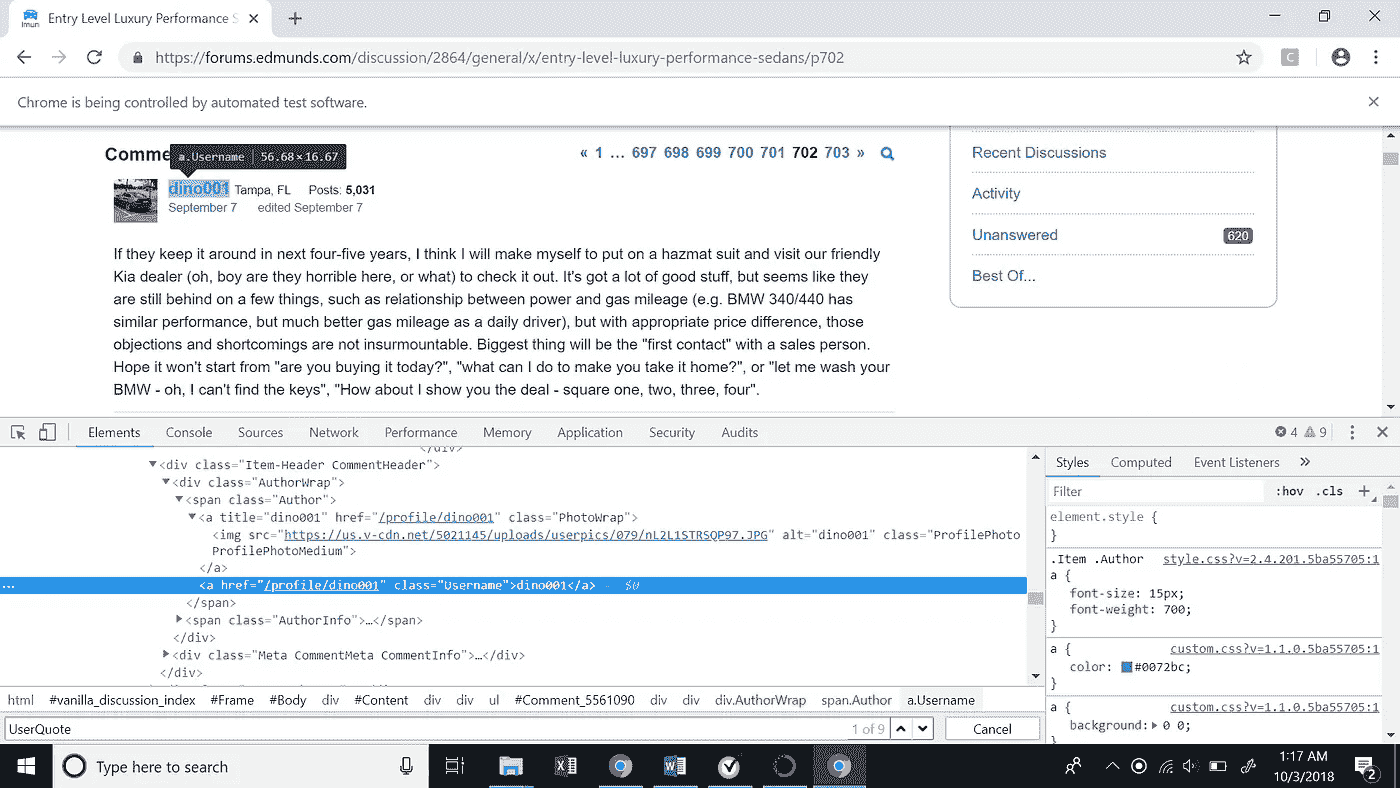 lmun
Entry Level Luxury Performance S
https://forums.edmunds.com/discussion/2864/general/x/entry-level-luxury-performance-sedans/p702
C
Chrome is being controlled by automated test software.
Comme
a.Username 56.68 × 16.67
« 1 ... 697 698 699 700 701 702 703 »
dino001 Tampa, FL Posts: 5,031
September 7 edited September 7
If they keep it around in next four-five years, I think I will make myself to put on a hazmat suit and visit our friendly
Kia dealer (oh, boy are they horrible here, or what) to check it out. It's got a lot of good stuff, but seems like they
are still behind on a few things, such as relationship between power and gas mileage (e.g. BMW 340/440 has
similar performance, but much better gas mileage as a daily driver), but with appropriate price difference, those
objections and shortcomings are not insurmountable. Biggest thing will be the "first contact" with a sales person.
Hope it won't start from "are you buying it today?", "what can I do to make you take it home?", or "let me wash your
BMW - oh, I can't find the keys", "How about I show you the deal - square one, two, three, four".
Recent Discussions
Activity
Unanswered 620
Best Of...
Elements Console Sources Network Performance Memory Application Security Audits 4 9
</div>
<div class="Item-Header CommentHeader">
<div class="AuthorWrap">
<span class="Author">
<a title="dino001" href="/profile/dino001" class="PhotoWrap">
<img src="https://us.v-cdn.net/5021145/uploads/userpics/079/nL2L1STRSQP97.JPG" alt="dino001" class="ProfilePhoto
ProfilePhotoMedium">
</a>
... <a href="/profile/dino001" class="Username">dino001</a> == $0
</span>
<span class="AuthorInfo">…</span>
</div>
<div class="Meta CommentMeta CommentInfo">…</div>
</div>
html #vanilla_discussion_index #Frame #Body div #Content div div ul #Comment_5561090 div div div.AuthorWrap span.Author a.Username
UserQuote 1 of 9 Cancel
Styles Computed Event Listeners »
Filter :hov .cls +
element.style {
}
.Item .Author style.css?v=2.4.201.5ba55705:1
a {
font-size: 15px;
font-weight: 700;
}
a { custom.css?v=1.1.0.5ba55705:1
color: #0072bc;
}
a { custom.css?v=1.1.0.5ba55705:1
background: 0 0;
}
Type here to search
1:17 AM
10/3/2018
2